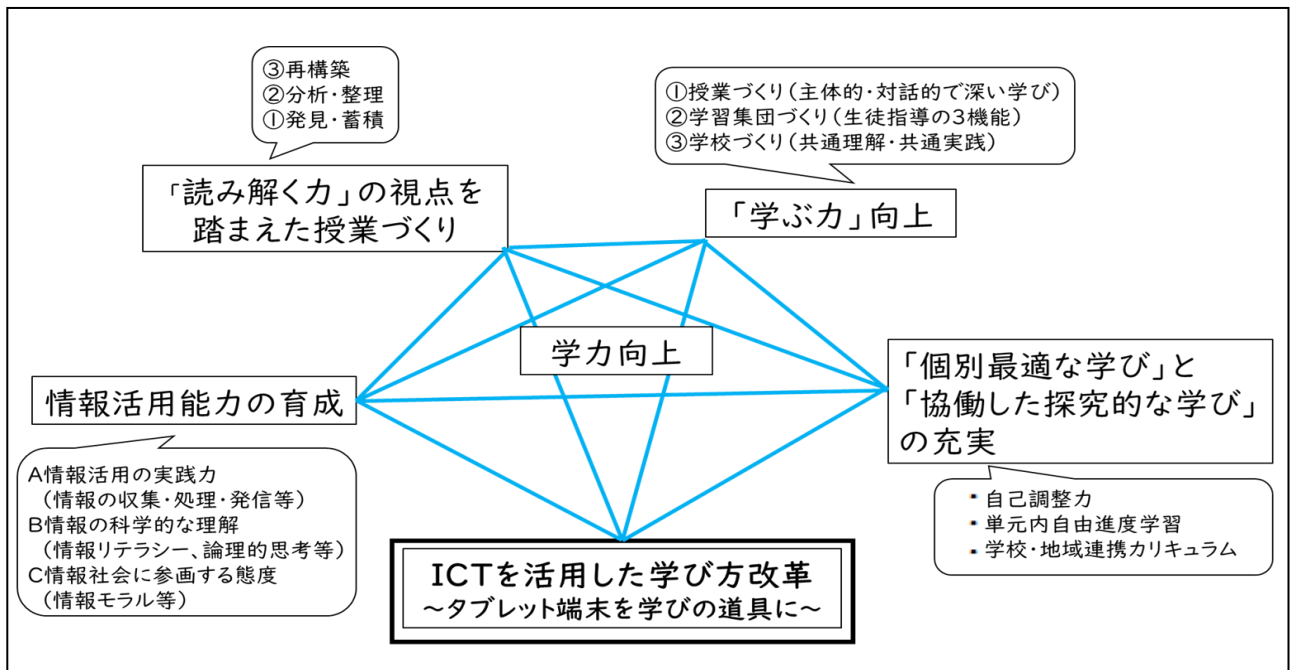 ③再構築
②分析・整理
①発見・蓄積
「読み解く力」の視点を
踏まえた授業づくり
①授業づくり(主体的・対話的で深い学び)
②学習集団づくり(生徒指導の3機能)
③学校づくり(共通理解・共通実践)
「学ぶ力」向上
学力向上
情報活用能力の育成
A情報活用の実践力
(情報の収集・処理・発信等)
B情報の科学的な理解
(情報リテラシー、論理的思考等)
C情報社会に参画する態度
(情報モラル等)
「個別最適な学び」と
「協働した探究的な学び」
の充実
・自己調整力
・単元内自由進度学習
・学校・地域連携カリキュラム
ICTを活用した学び方改革
～タブレット端末を学びの道具に～